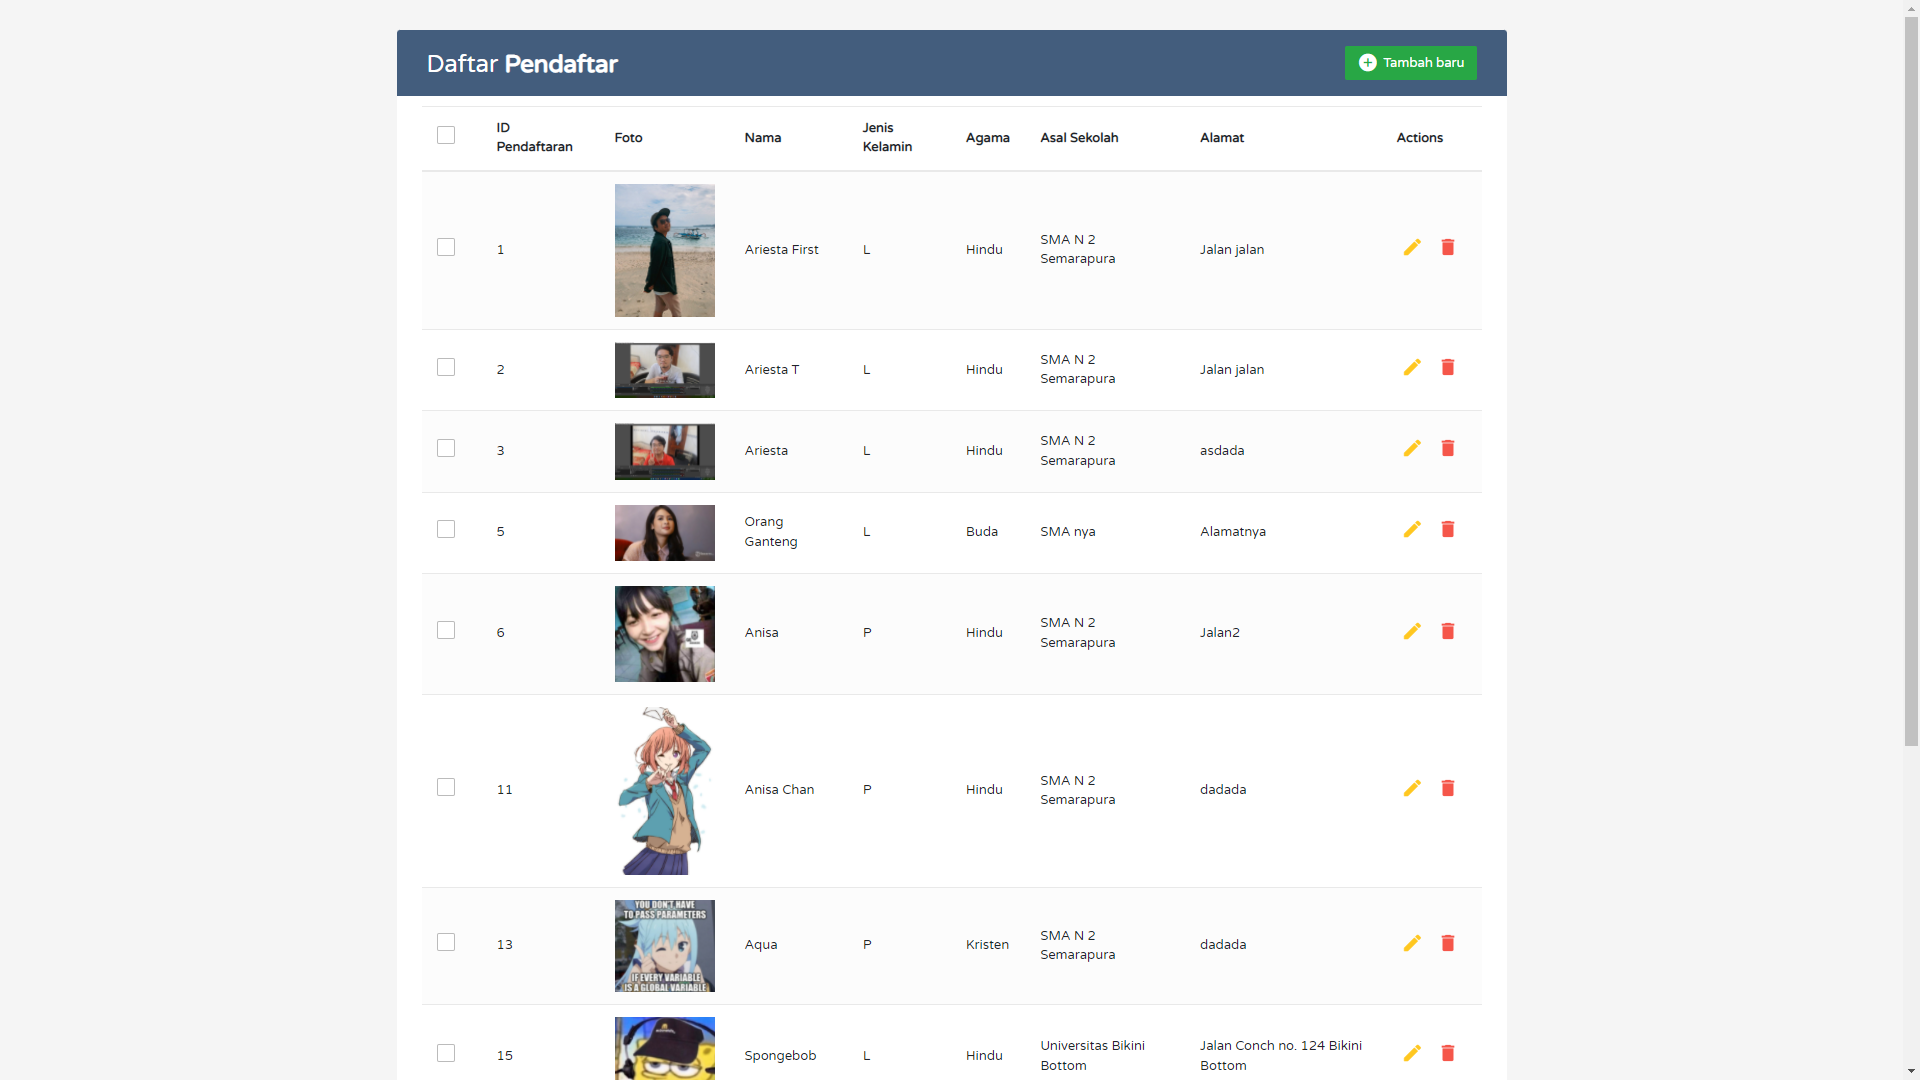 Daftar Pendaftar
Tambah baru
ID
Pendaftaran
Foto
Nama
Jenis
Kelamin
Agama
Asal Sekolah
Alamat
Actions
1
Ariesta First
L
Hindu
SMA N 2
Semarapura
Jalan jalan
2
Ariesta T
L
Hindu
SMA N 2
Semarapura
Jalan jalan
3
Ariesta
L
Hindu
SMA N 2
Semarapura
asdada
5
Orang
Ganteng
L
Buda
SMA nya
Alamatnya
6
Anisa
P
Hindu
SMA N 2
Semarapura
Jalan2
11
Anisa Chan
P
Hindu
SMA N 2
Semarapura
dadada
13
YOU DON'T HAVE
TO PASS PARAMETERS
IF EVERY VARIABLE
IS A GLOBAL VARIABLE
Aqua
P
Kristen
SMA N 2
Semarapura
dadada
15
Spongebob
L
Hindu
Universitas Bikini
Bottom
Jalan Conch no. 124 Bikini
Bottom